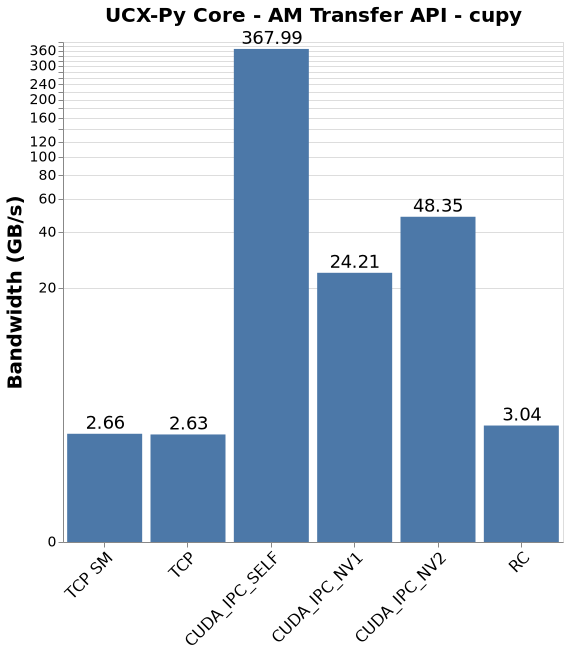 UCX-Py Core - AM Transfer API - cupy
Bandwidth (GB/s)
360
300
240
200
160
120
100
80
60
40
20
0
2.66
2.63
367.99
24.21
48.35
3.04
TCP SM
TCP
CUDA_IPC_SELF
CUDA_IPC_NV1
CUDA_IPC_NV2
RC